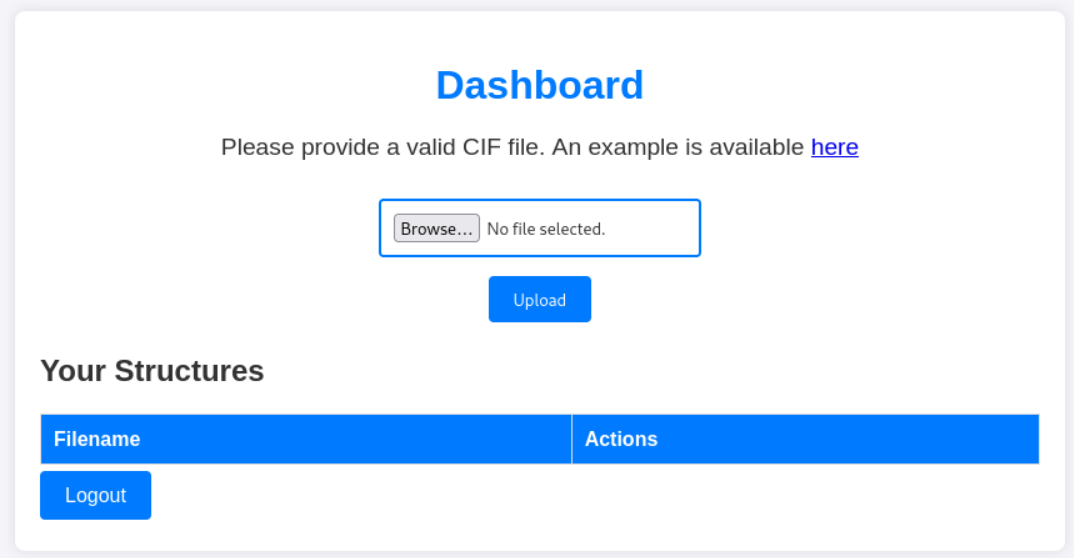 Dashboard
Please provide a valid CIF file. An example is available here
Browse... No file selected.
Upload
Your Structures
Filename Actions
Logout